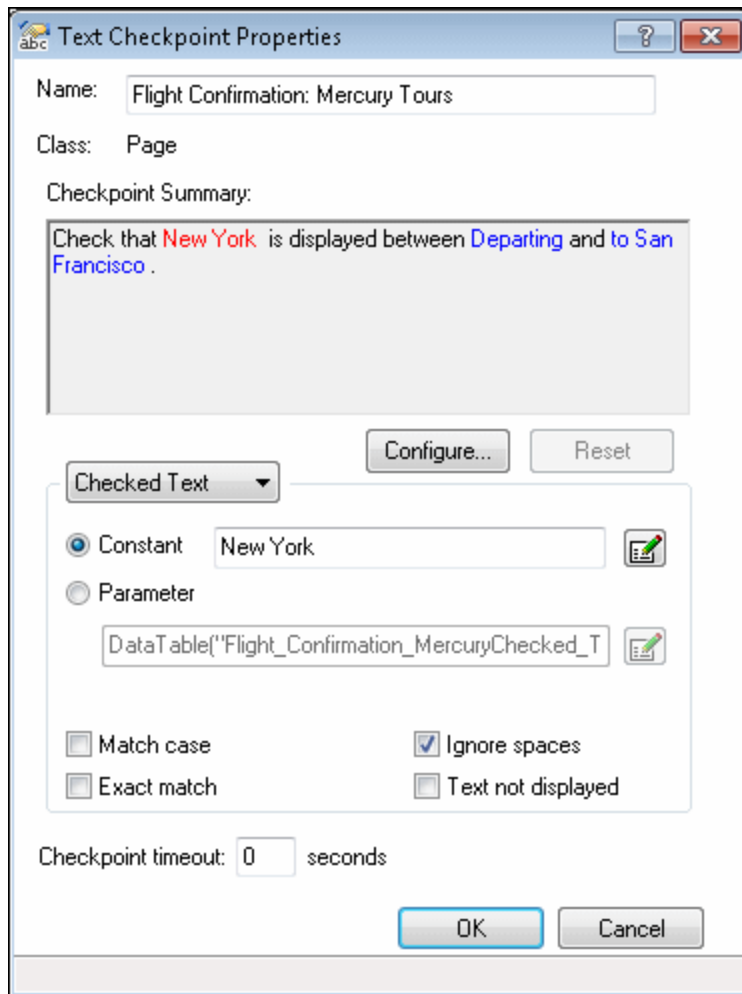 abc Text Checkpoint Properties ?
Name: Flight Confirmation: Mercury Tours
Class: Page
Checkpoint Summary:
Check that New York is displayed between Departing and to San
Francisco .
Configure... Reset
Checked Text
Constant New York
Parameter
DataTable("Flight_Confirmation_MercuryChecked_T
Match case Ignore spaces
Exact match Text not displayed
Checkpoint timeout: 0 seconds
OK Cancel